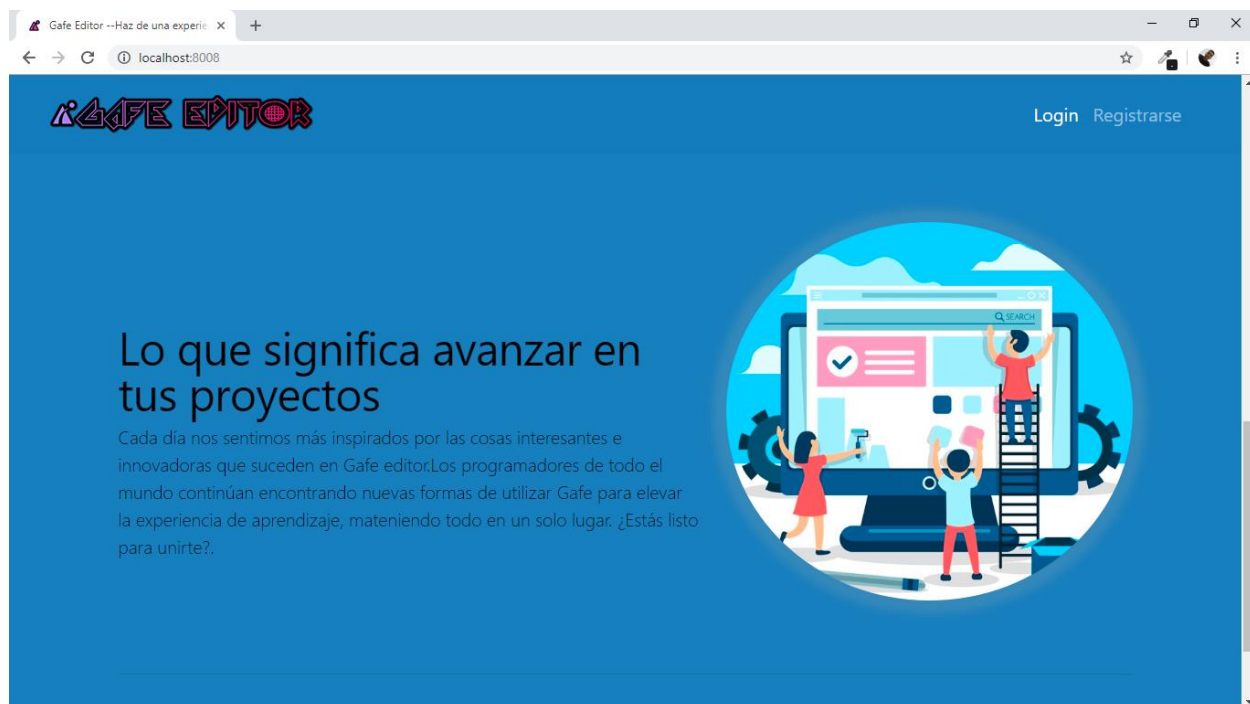 Gafe Editor --Haz de una experie
localhost:8008
GAFE EDITOR
Login Registrarse
SEARCH
Lo que significa avanzar en
tus proyectos
Cada día nos sentimos más inspirados por las cosas interesantes e
innovadoras que suceden en Gafe editor.Los programadores de todo el
mundo continúan encontrando nuevas formas de utilizar Gafe para elevar
la experiencia de aprendizaje, mateniendo todo en un solo lugar. ¿Estás listo
para unirte?.